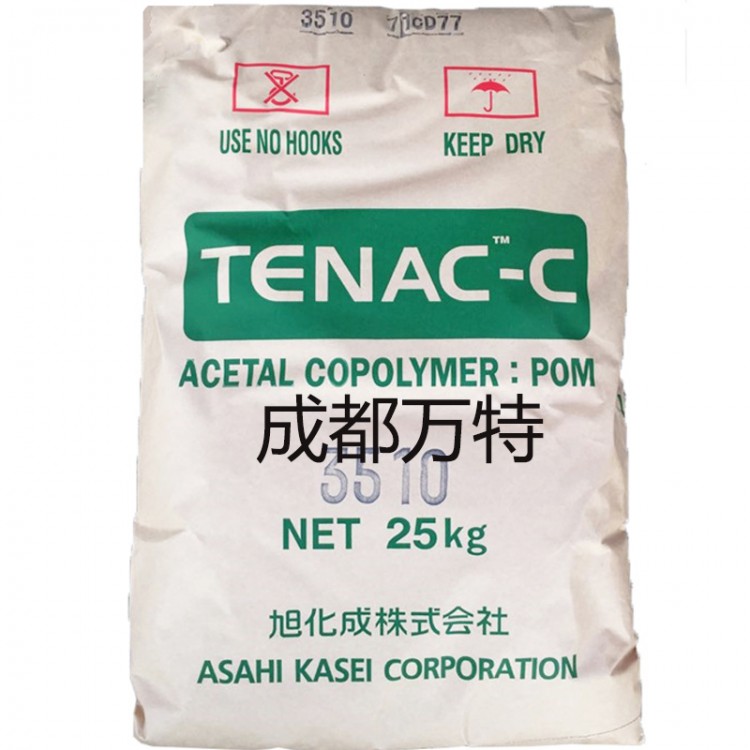 3510 71CD77
USE NO HOOKS
KEEP DRY
TENAC™-C
ACETAL COPOLYMER : POM
成都万特
3510
NET 25kg
旭化成株式会社
ASAHI KASEI CORPORATION